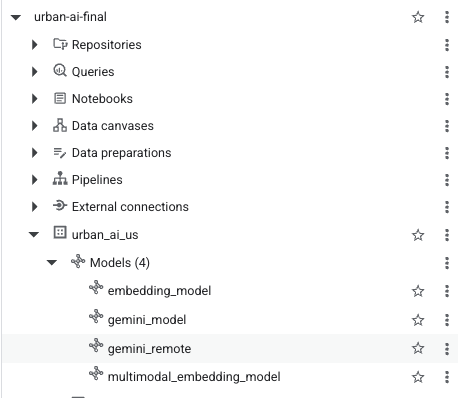 urban-ai-final
Repositories
Queries
Notebooks
Data canvases
Data preparations
Pipelines
External connections
urban_ai_us
Models (4)
embedding_model
gemini_model
gemini_remote
multimodal_embedding_model